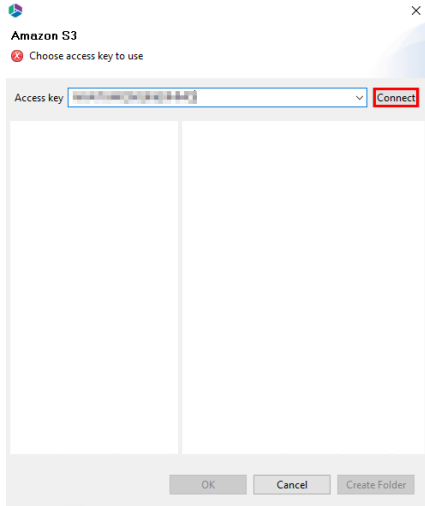 Amazon S3
Choose access key to use
Access key
Connect
OK
Cancel
Create Folder